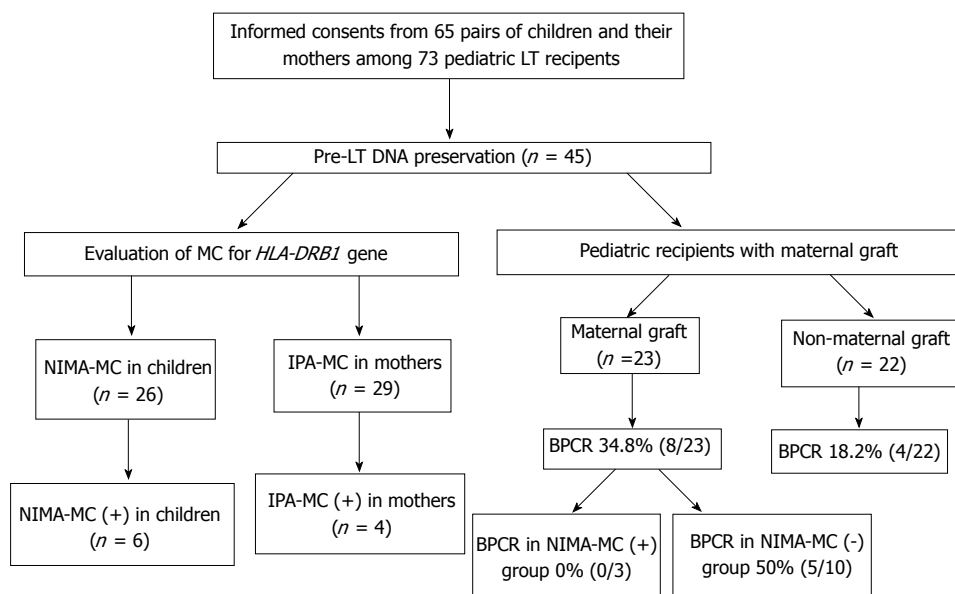 Informed consents from 65 pairs of children and their
mothers among 73 pediatric LT recipents
Pre-LT DNA preservation (n = 45)
Evaluation of MC for HLA-DRB1 gene
Pediatric recipients with maternal graft
NIMA-MC in children
(n = 26)
IPA-MC in mothers
(n = 29)
Maternal graft
(n =23)
Non-maternal graft
(n = 22)
BPCR 34.8% (8/23)
BPCR 18.2% (4/22)
NIMA-MC (+) in children
(n = 6)
IPA-MC (+) in mothers
(n = 4)
BPCR in NIMA-MC (+)
group 0% (0/3)
BPCR in NIMA-MC (-)
group 50% (5/10)